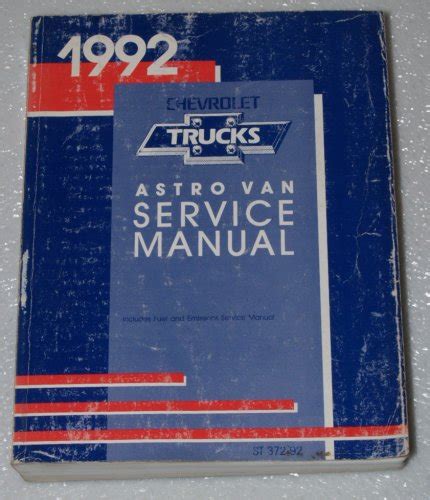 1992
CHEVROLET
TRUCKS
ASTRO VAN
SERVICE
MANUAL
Includes Fuel and Emissions Service Manual
ST 372-92